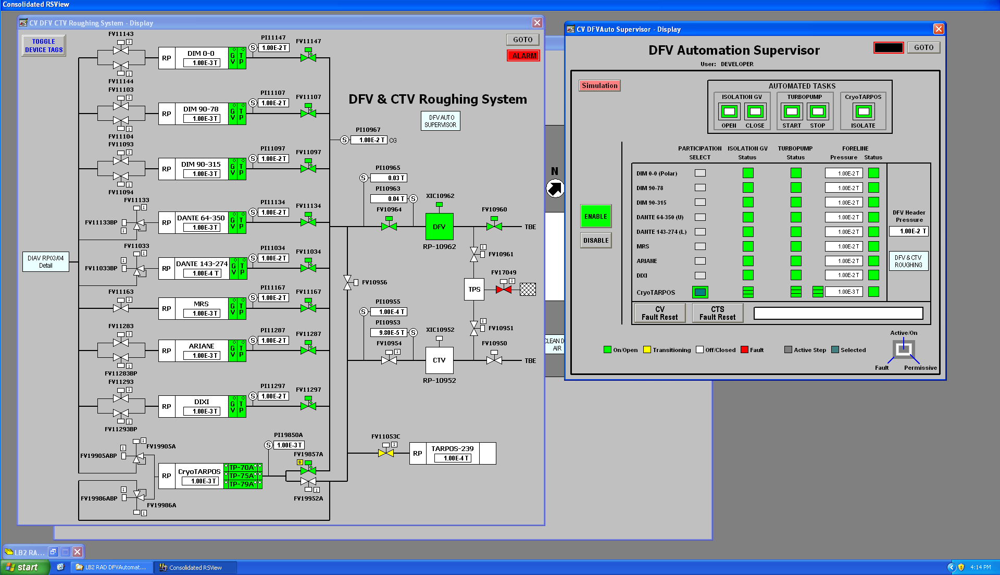 Consolidated RSView
CV DFV CTV Roughing System - Display
TOGGLE
DEVICE TAGS
GOTO
ALARM
DFV & CTV Roughing System
DFV AUTO
SUPERVISOR
FV11143
FV11144
RP
DIM 0-0
1.00E-3 T
G V
T P
PI11147
S
1.00E-2 T
FV11147
FV11103
FV11104
RP
DIM 90-78
1.00E-3 T
G V
T P
PI11107
S
1.00E-2 T
FV11107
PI10967
S
1.00E-2 T
CG
FV11093
FV11094
RP
DIM 90-315
1.00E-3 T
G V
T P
PI11097
S
1.00E-2 T
FV11097
FV11133
FV11133BP
RP
DANTE 64-350
1.00E-3 T
G V
T P
PI11134
S
1.00E-2 T
FV11134
PI10965
S
0.03 T
PI10963
0.04 T
S
FV10964
XIC10962
DFV
RP-10962
FV10960
TBE
DIAV RP03/04
Detail
FV11033
FV11033BP
RP
DANTE 143-274
1.00E-4 T
G V
T P
PI11034
S
1.00E-2 T
FV11034
FV10961
FV17049
TPS
FV10956
FV11163
RP
MRS
1.00E-3 T
G V
T P
PI11167
S
1.00E-2 T
FV11167
PI10955
S
1.00E-4 T
PI10953
9.80E-5 T
S
FV10954
XIC10952
CTV
RP-10952
FV10951
FV10950
TBE
FV11283
FV11283BP
RP
ARIANE
1.00E-3 T
G V
T P
PI11287
S
1.00E-2 T
FV11287
FV11293
FV11293BP
RP
DIXI
1.00E-3 T
G V
T P
PI11297
S
1.00E-2 T
FV11297
FV11053C
RP
TARPOS-239
1.00E-4 T
FV19905A
FV19905ABP
FV19986ABP
FV19986A
RP
CryoTARPOS
1.00E-3 T
TP-70A
TP-75A
TP-79A
PI19850A
S
1.00E-3 T
FV19857A
B
FV19952A
N
CLEAN D
AIR
CV DFVAuto Supervisor - Display
DFV Automation Supervisor
User: DEVELOPER
GOTO
Simulation
AUTOMATED TASKS
ISOLATION GV
TURBOPUMP
CryoTARPOS
OPEN
CLOSE
START
STOP
ISOLATE
PARTICIPATION
SELECT
ISOLATION GV
Status
TURBOPUMP
Status
FORELINE
Pressure Status
DIM 0-0 (Polar)
1.00E-2 T
DIM 90-78
1.00E-2 T
DIM 90-315
1.00E-2 T
DANTE 64-350 (U)
1.00E-2 T
DANTE 143-274 (L)
1.00E-2 T
MRS
1.00E-2 T
ARIANE
1.00E-2 T
DIXI
1.00E-2 T
CryoTARPOS
1.00E-3 T
ENABLE
DISABLE
DFV Header
Pressure
1.00E-2 T
DFV & CTV
ROUGHING
CV
Fault Reset
CTS
Fault Reset
On/Open
Transitioning
Off/Closed
Fault
Active Step
Selected
Active/On
Fault
Permissive
LB2 RA...
start
LB2 RAD DFVAutomat...
Consolidated RSView
4:14 PM